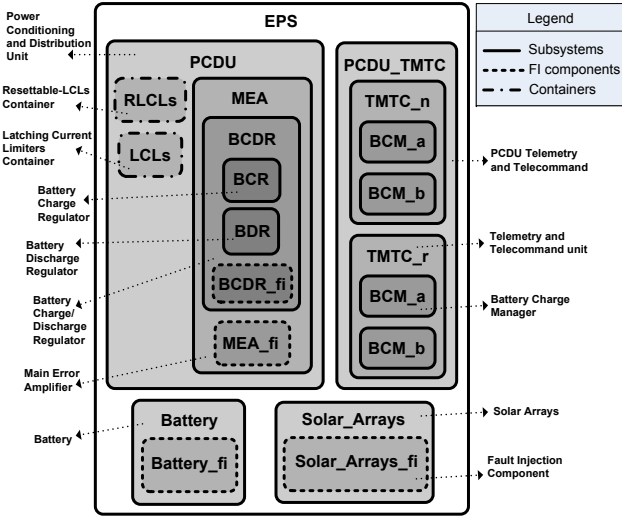 EPS
Power
Conditioning
and Distribution
Unit
Resettable-LCLs
Container
Latching Current
Limiters
Container
Battery
Charge
Regulator
Battery
Discharge
Regulator
Battery
Charge/
Discharge
Regulator
Main Error
Amplifier
Battery
PCDU
RLCLs
LCLs
MEA
BCDR
BCR
BDR
BCDR_fi
MEA_fi
PCDU_TMTC
TMTC_n
BCM_a
BCM_b
TMTC_r
BCM_a
BCM_b
Battery
Battery_fi
Solar_Arrays
Solar_Arrays_fi
Legend
Subsystems
FI components
Containers
PCDU Telemetry
and Telecommand
Telemetry and
Telecommand unit
Battery Charge
Manager
Solar Arrays
Fault Injection
Component